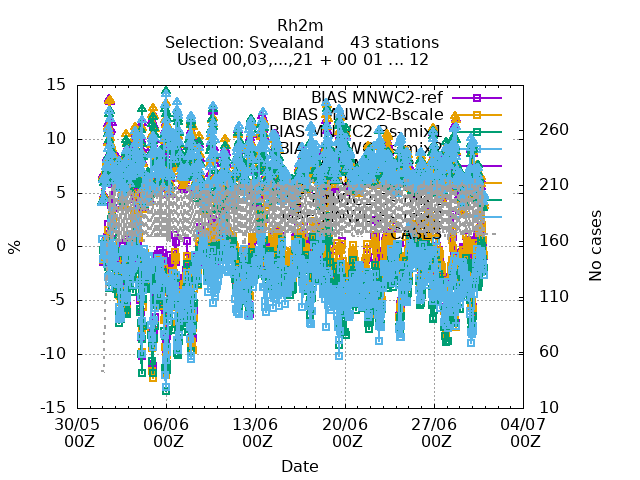 Rh2m
Selection: Svealand 43 stations
Used 00,03,...,21 + 00 01 ... 12
BIAS MNWC2-ref
BIAS MNWC2-Bscale
CASES
15
10
5
0
-5
-10
-15
%
260
210
160
110
60
10
No cases
30/05 06/06 13/06 20/06 27/06 04/07
00Z 00Z 00Z 00Z 00Z 00Z
Date